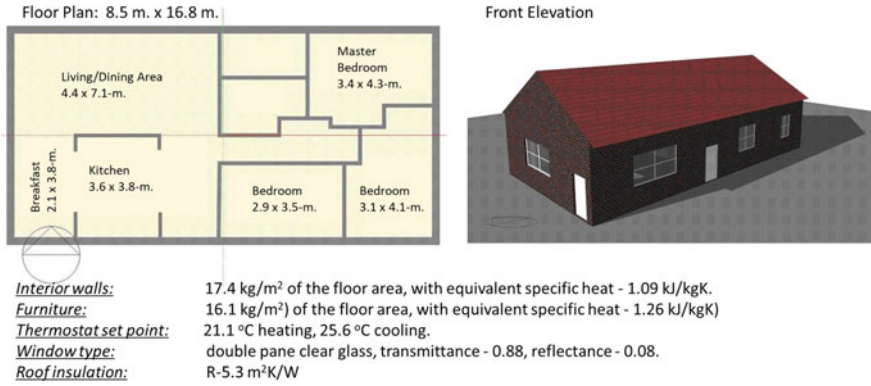 Floor Plan: 8.5 m. x 16.8 m.
Front Elevation
Living/Dining Area
4.4 x 7.1-m.
Master
Bedroom
3.4 x 4.3-m.
Breakfast
2.1 x 3.8-m.
Kitchen
3.6 x 3.8-m.
Bedroom
2.9 x 3.5-m.
Bedroom
3.1 x 4.1-m.
Interior walls: 17.4 kg/m² of the floor area, with equivalent specific heat - 1.09 kJ/kgK.
Furniture: 16.1 kg/m²) of the floor area, with equivalent specific heat - 1.26 kJ/kgK)
Thermostat set point: 21.1 °C heating, 25.6 °C cooling.
Window type: double pane clear glass, transmittance - 0.88, reflectance - 0.08.
Roof insulation: R-5.3 m²K/W